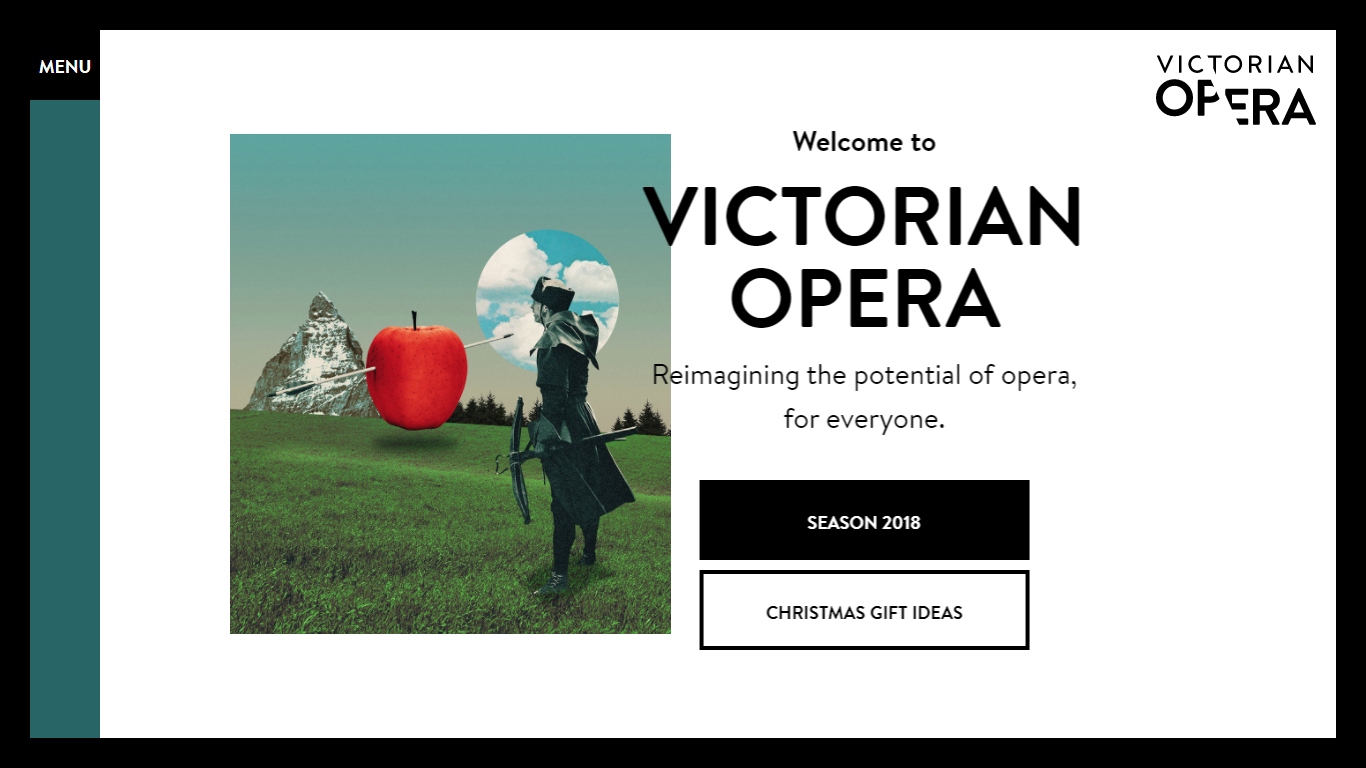 MENU
VICTORIAN
OPERA
Welcome to
VICTORIAN
OPERA
Reimagining the potential of opera,
for everyone.
SEASON 2018
CHRISTMAS GIFT IDEAS